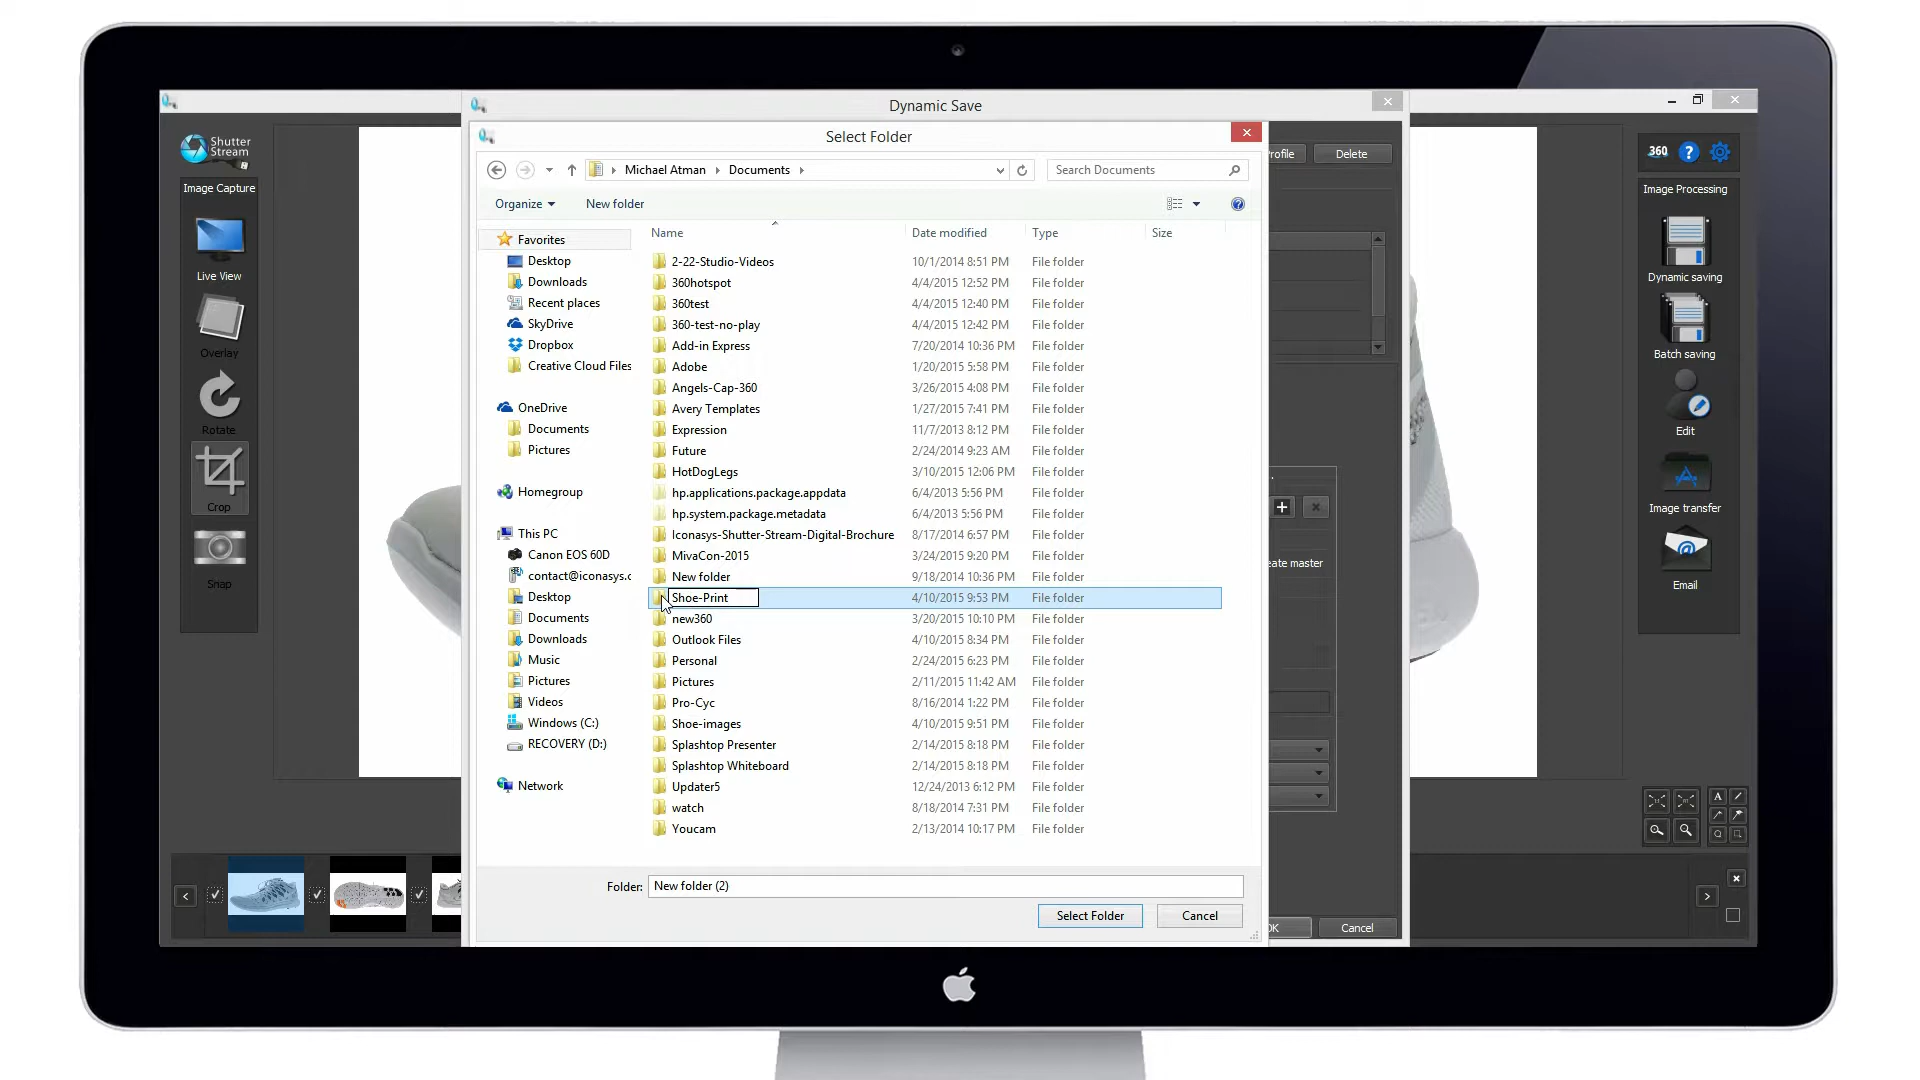 Dynamic Save
Select Folder
Shutter
Stream
Image Capture
Live View
Overlay
Rotate
Crop
Snap
Michael Atman
Documents
Search Documents
Organize
New folder
Name
Date modified
Type
Size
Favorites
Desktop
Downloads
Recent places
SkyDrive
Dropbox
Creative Cloud Files
OneDrive
Documents
Pictures
Homegroup
This PC
Canon EOS 60D
contact@iconasys.c
Desktop
Documents
Downloads
Music
Pictures
Videos
Windows (C:)
RECOVERY (D:)
Network
2-22-Studio-Videos 10/1/2014 8:51 PM File folder
360hotspot 4/4/2015 12:52 PM File folder
360test 4/4/2015 12:40 PM File folder
360-test-no-play 4/4/2015 12:42 PM File folder
Add-in Express 7/20/2014 10:36 PM File folder
Adobe 1/20/2015 5:58 PM File folder
Angels-Cap-360 3/26/2015 4:08 PM File folder
Avery Templates 1/27/2015 7:41 PM File folder
Expression 11/7/2013 8:12 PM File folder
Future 2/24/2014 9:23 AM File folder
HotDogLegs 3/10/2015 12:06 PM File folder
hp.applications.package.appdata 6/4/2013 5:56 PM File folder
hp.system.package.metadata 6/4/2013 5:56 PM File folder
Iconasys-Shutter-Stream-Digital-Brochure 8/17/2014 6:57 PM File folder
MivaCon-2015 3/24/2015 9:20 PM File folder
New folder 9/18/2014 10:36 PM File folder
Shoe-Print 4/10/2015 9:53 PM File folder
new360 3/20/2015 10:10 PM File folder
Outlook Files 4/10/2015 8:34 PM File folder
Personal 2/24/2015 6:23 PM File folder
Pictures 2/11/2015 11:42 AM File folder
Pro-Cyc 8/16/2014 1:22 PM File folder
Shoe-images 4/10/2015 9:51 PM File folder
Splashtop Presenter 2/14/2015 8:18 PM File folder
Splashtop Whiteboard 2/14/2015 8:18 PM File folder
Updater5 12/24/2013 6:12 PM File folder
watch 8/18/2014 7:31 PM File folder
Youcam 2/13/2014 10:17 PM File folder
Folder: New folder (2)
Select Folder
Cancel
rofile
Delete
eate master
OK
Cancel
360
?
Image Processing
Dynamic saving
Batch saving
Edit
Image transfer
Email
A